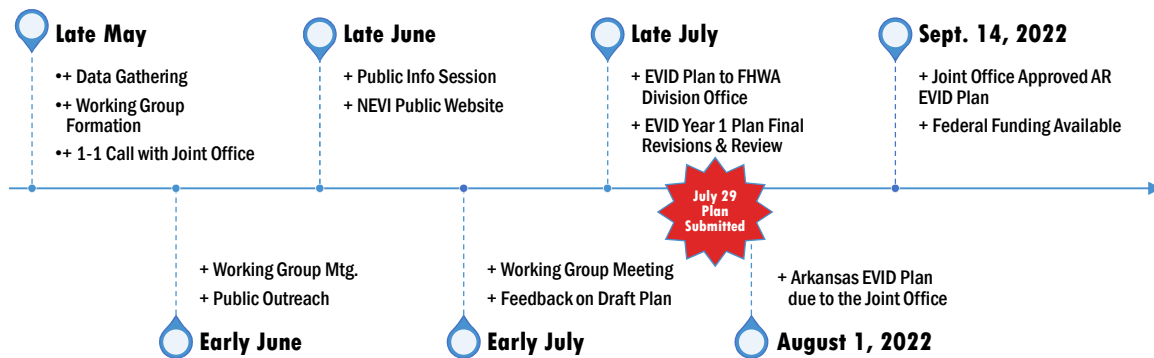 Late May
•+ Data Gathering
•+ Working Group
Formation
•+ 1-1 Call with Joint Office
Late June
+ Public Info Session
+ NEVI Public Website
Late July
+ EVID Plan to FHWA
Division Office
+ EVID Year 1 Plan Final
Revisions & Review
Sept. 14, 2022
+ Joint Office Approved AR
EVID Plan
+ Federal Funding Available
July 29
Plan
Submitted
+ Working Group Mtg.
+ Public Outreach
Early June
+ Working Group Meeting
+ Feedback on Draft Plan
Early July
+ Arkansas EVID Plan
due to the Joint Office
August 1, 2022